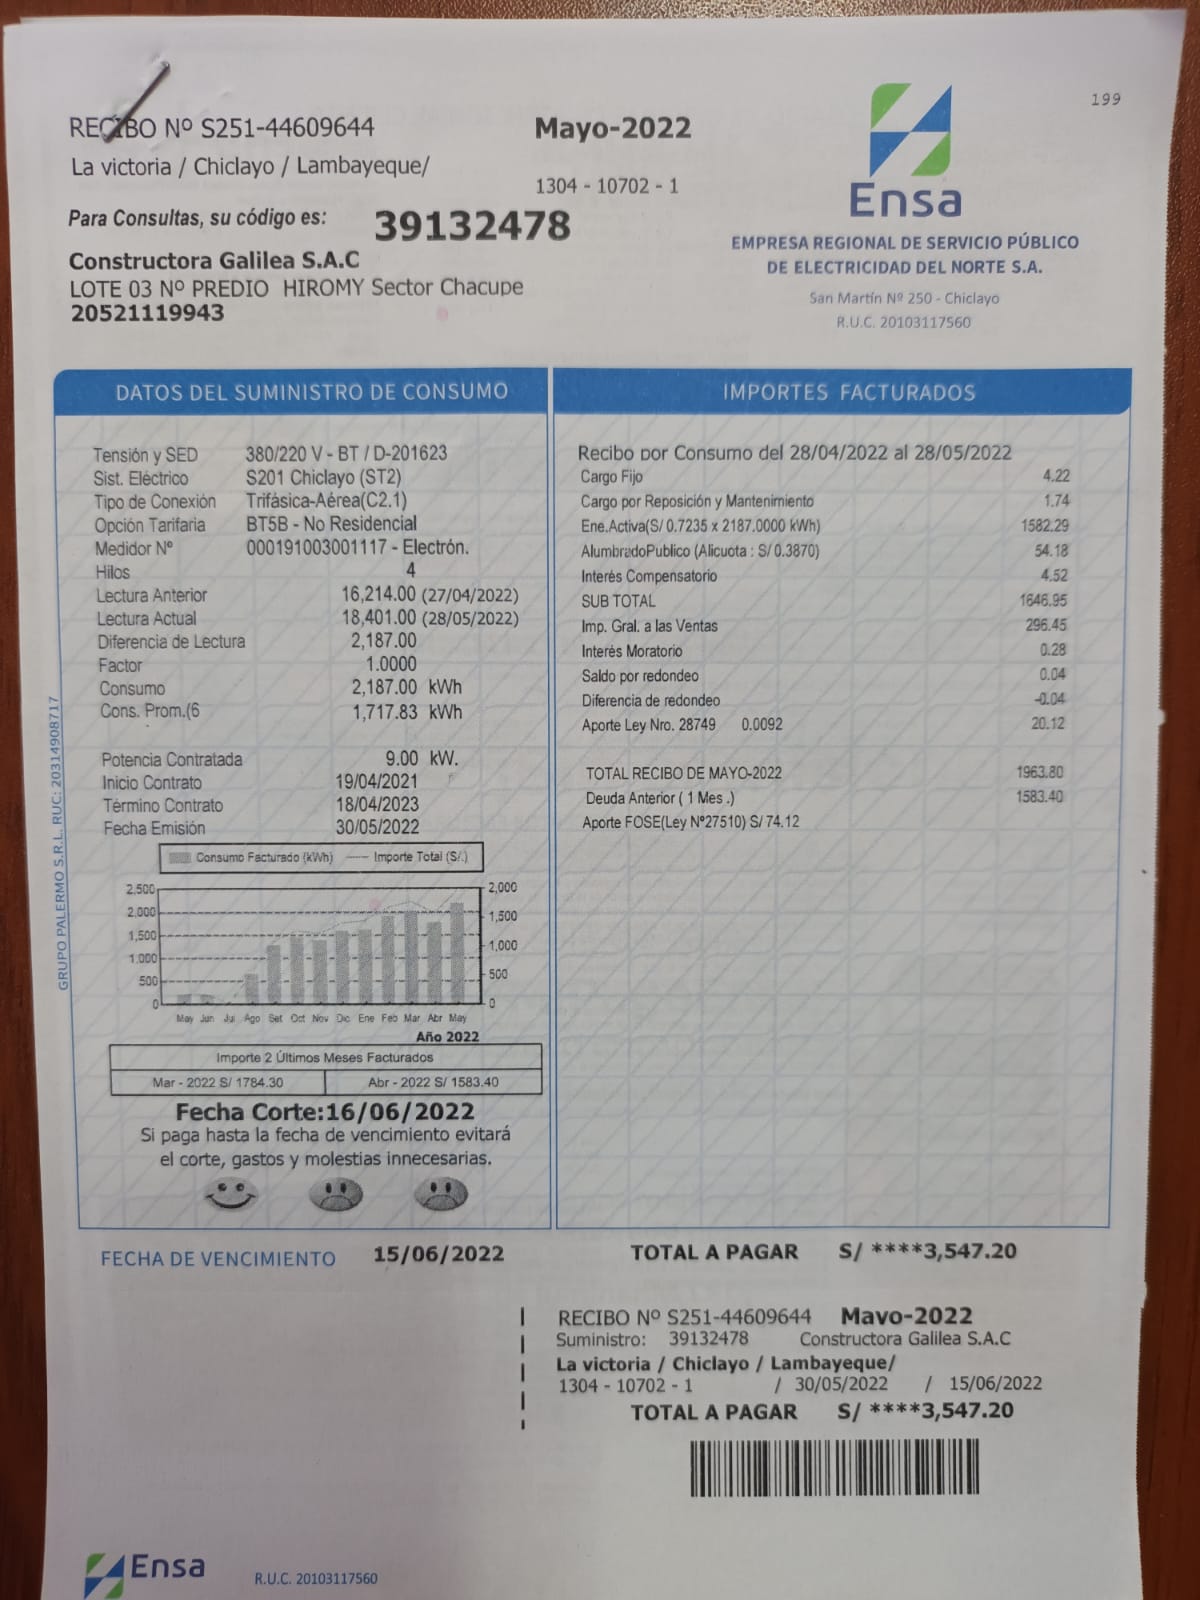 199
RECIBO Nº S251-44609644
Mayo-2022
La victoria / Chiclayo / Lambayeque/
1304 - 10702 - 1
Para Consultas, su código es: 39132478
Constructora Galilea S.A.C
LOTE 03 Nº PREDIO HIROMY Sector Chacupe
20521119943
Ensa
EMPRESA REGIONAL DE SERVICIO PÚBLICO
DE ELECTRICIDAD DEL NORTE S.A.
San Martín Nº 250 - Chiclayo
R.U.C. 20103117560
DATOS DEL SUMINISTRO DE CONSUMO
Tensión y SED 380/220 V - BT / D-201623
Sist. Eléctrico S201 Chiclayo (ST2)
Tipo de Conexión Trifásica-Aérea(C2.1)
Opción Tarifaria BT5B - No Residencial
Medidor Nº 000191003001117 - Electrón.
Hilos 4
Lectura Anterior 16,214.00 (27/04/2022)
Lectura Actual 18,401.00 (28/05/2022)
Diferencia de Lectura 2,187.00
Factor 1.0000
Consumo 2,187.00 kWh
Cons. Prom.(6 1,717.83 kWh
Potencia Contratada 9.00 kW.
Inicio Contrato 19/04/2021
Término Contrato 18/04/2023
Fecha Emisión 30/05/2022
Consumo Facturado (kWh) Importe Total (S/.)
2,500 2,000
2,000 1,500
1,500 1,000
1,000 500
500 0
0
May Jun Jul Ago Set Oct Nov Dic Ene Feb Mar Abr May
Año 2022
Importe 2 Últimos Meses Facturados
Mar - 2022 S/ 1784.30 Abr - 2022 S/ 1583.40
Fecha Corte:16/06/2022
Si paga hasta la fecha de vencimiento evitará
el corte, gastos y molestias innecesarias.
GRUPO PALERMO S.R.L. RUC: 20314908717
IMPORTES FACTURADOS
Recibo por Consumo del 28/04/2022 al 28/05/2022
Cargo Fijo 4.22
Cargo por Reposición y Mantenimiento 1.74
Ene.Activa(S/ 0.7235 x 2187.0000 kWh) 1582.29
AlumbradoPublico (Alicuota : S/ 0.3870) 54.18
Interés Compensatorio 4.52
SUB TOTAL 1646.95
Imp. Gral. a las Ventas 296.45
Interés Moratorio 0.28
Saldo por redondeo 0.04
Diferencia de redondeo -0.04
Aporte Ley Nro. 28749 0.0092 20.12
TOTAL RECIBO DE MAYO-2022 1963.80
Deuda Anterior ( 1 Mes .) 1583.40
Aporte FOSE(Ley Nº27510) S/ 74.12
FECHA DE VENCIMIENTO 15/06/2022
TOTAL A PAGAR S/ ****3,547.20
RECIBO Nº S251-44609644 Mayo-2022
Suministro: 39132478 Constructora Galilea S.A.C
La victoria / Chiclayo / Lambayeque/
1304 - 10702 - 1 / 30/05/2022 / 15/06/2022
TOTAL A PAGAR S/ ****3,547.20
Ensa
R.U.C. 20103117560